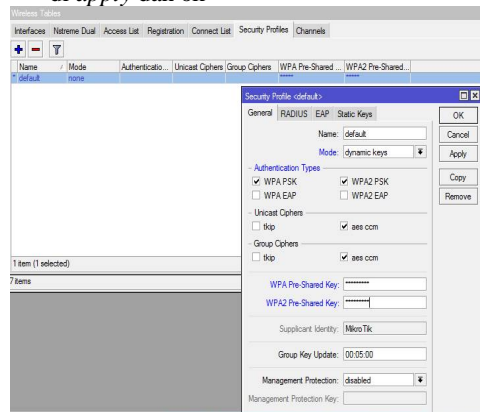 di apply dan ok
Wireless Tables
Interfaces Nstreme Dual Access List Registration Connect List Security Profiles Channels
Name Mode Authenticatio... Unicast Ciphers Group Ciphers WPA Pre-Shared ... WPA2 Pre-Shared...
* default none ***** *****
Security Profile <default>
General RADIUS EAP Static Keys
OK
Name: default
Cancel
Mode: dynamic keys
Apply
Authentication Types
Copy
WPA PSK WPA2 PSK
Remove
WPA EAP WPA2 EAP
Unicast Ciphers
tkip aes ccm
Group Ciphers
tkip aes ccm
1 item (1 selected)
7 items
WPA Pre-Shared Key: *********
WPA2 Pre-Shared Key: *********
Supplicant Identity: MikroTik
Group Key Update: 00:05:00
Management Protection: disabled
Management Protection Key: